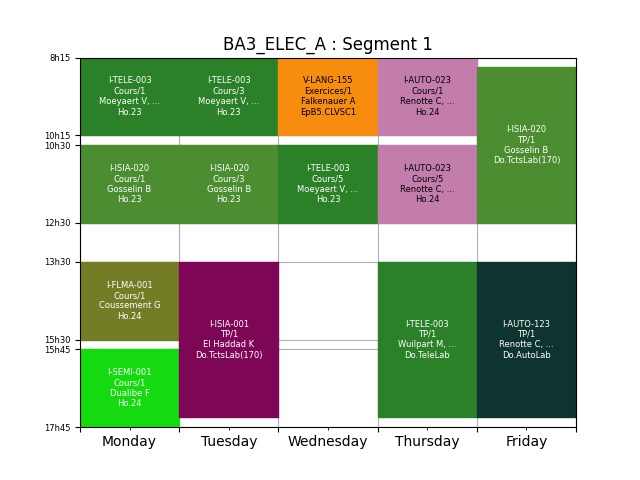 BA3_ELEC_A : Segment 1
8h15
10h15
10h30
12h30
13h30
15h30
15h45
17h45
I-TELE-003
Cours/1
Moeyaert V, ...
Ho.23
I-TELE-003
Cours/3
Moeyaert V, ...
Ho.23
V-LANG-155
Exercices/1
Falkenauer A
EpB5.CLVSC1
I-AUTO-023
Cours/1
Renotte C, ...
Ho.24
I-ISIA-020
TP/1
Gosselin B
Do.TctsLab(170)
I-ISIA-020
Cours/1
Gosselin B
Ho.23
I-ISIA-020
Cours/3
Gosselin B
Ho.23
I-TELE-003
Cours/5
Moeyaert V, ...
Ho.23
I-AUTO-023
Cours/5
Renotte C, ...
Ho.24
I-FLMA-001
Cours/1
Coussement G
Ho.24
I-ISIA-001
TP/1
El Haddad K
Do.TctsLab(170)
I-TELE-003
TP/1
Wuilpart M, ...
Do.TeleLab
I-AUTO-123
TP/1
Renotte C, ...
Do.AutoLab
I-SEMI-001
Cours/1
Dualibe F
Ho.24
Monday
Tuesday
Wednesday
Thursday
Friday